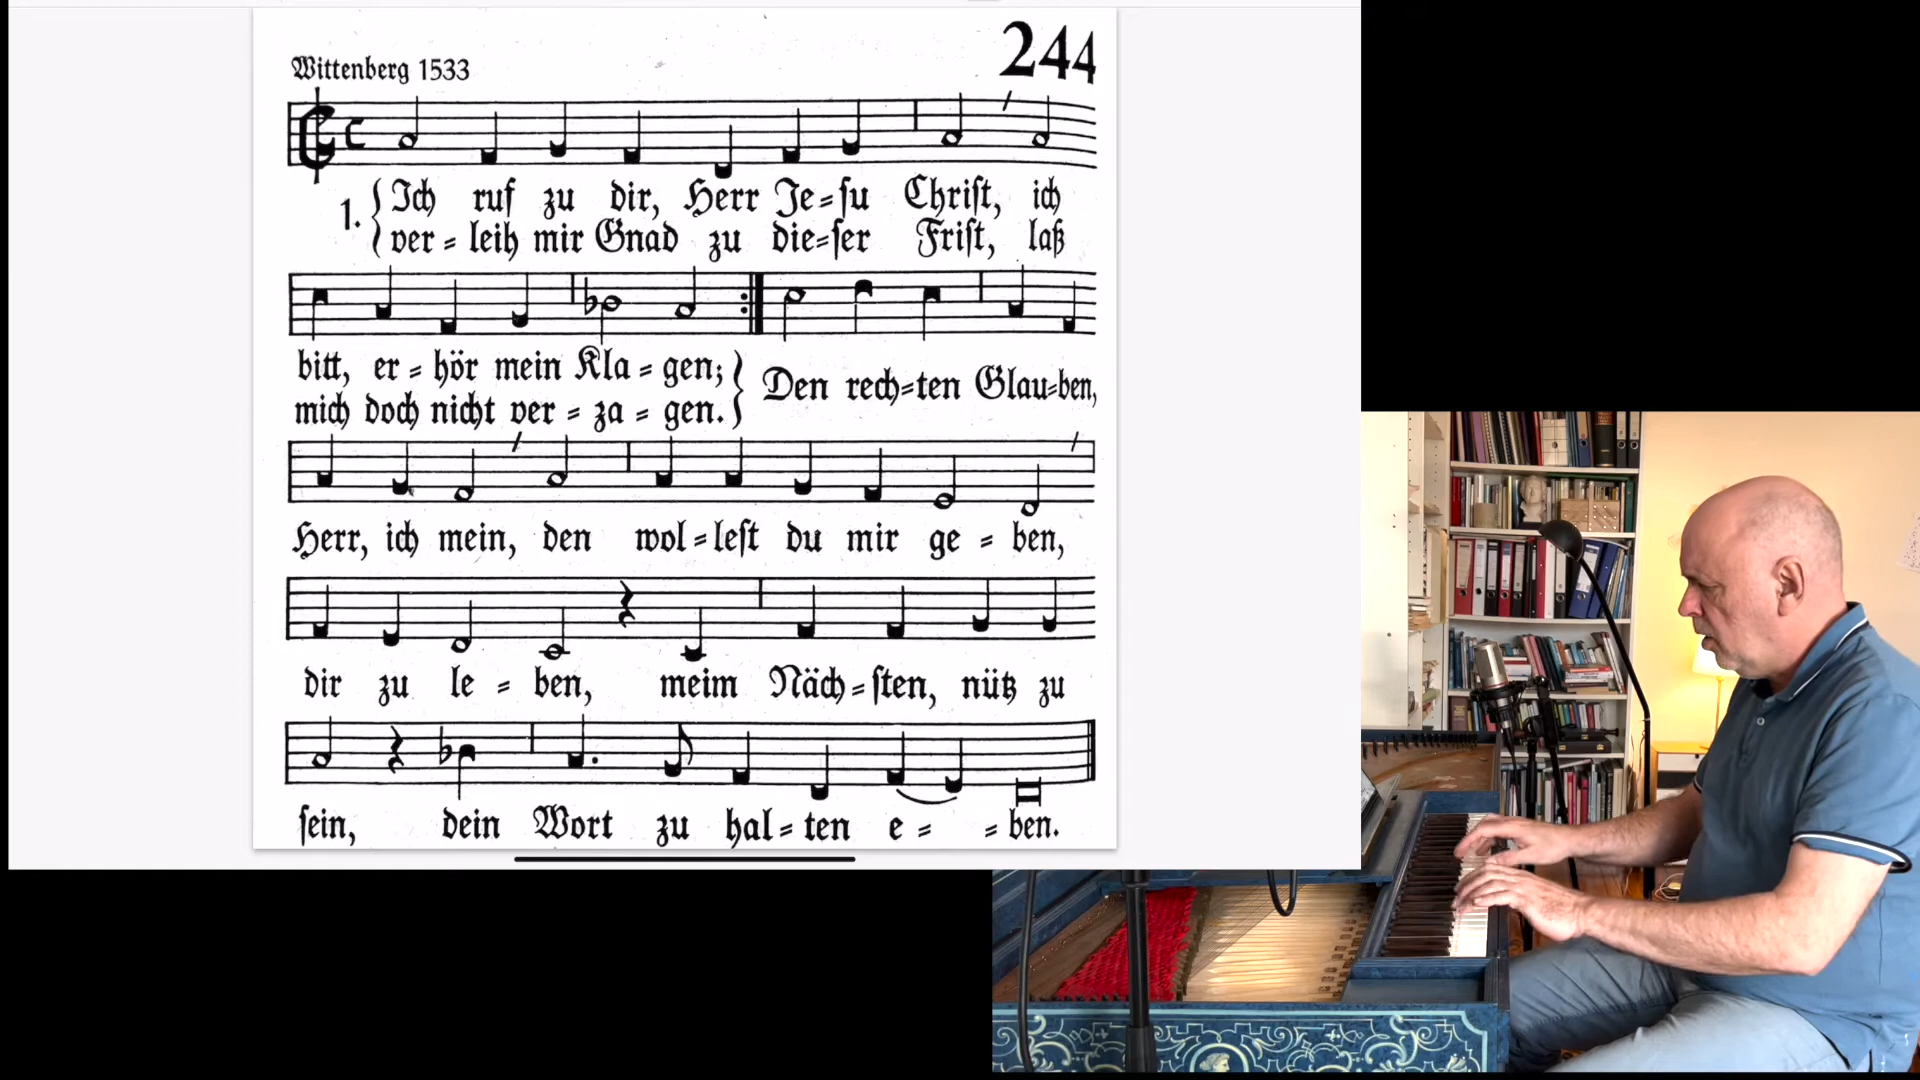 244
Wittenberg 1533
1. Ich ruf zu dir, Herr Je=ſu Chriſt, ich
ver=leih mir Gnad zu die=ſer Friſt, laß
bitt, er=hör mein Kla=gen; Den rech=ten Glau=ben,
mich doch nicht ver=za=gen.
Herr, ich mein, den wol=leſt du mir ge=ben,
dir zu le=ben, meim Näch=ſten, nütz zu
ſein, dein Wort zu hal=ten e= =ben.